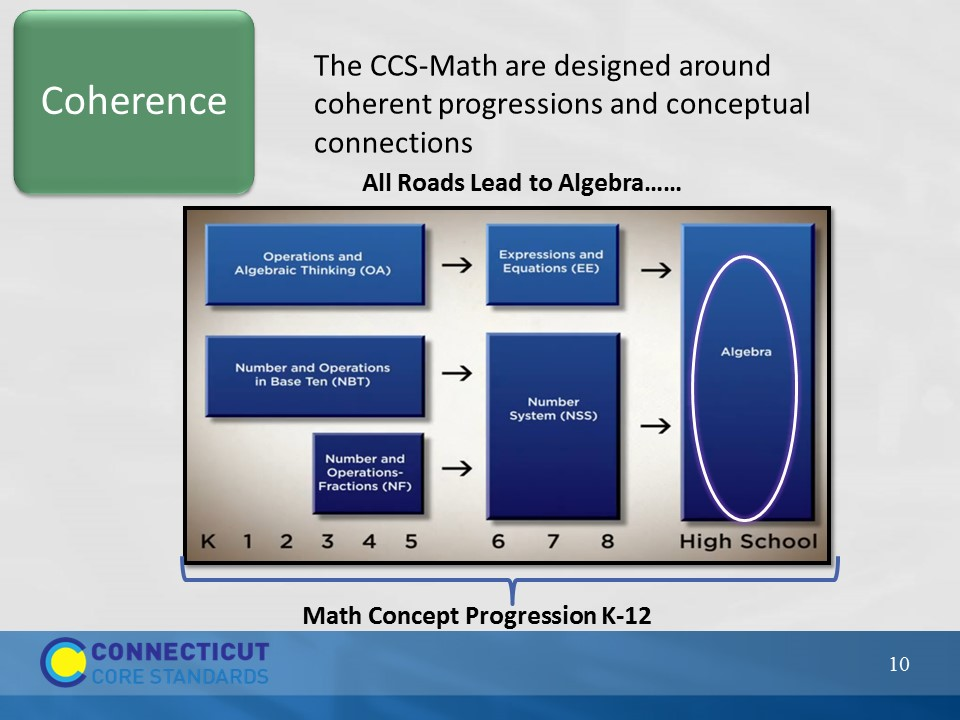 Coherence
The CCS-Math are designed around
coherent progressions and conceptual
connections
All Roads Lead to Algebra……
Operations and
Algebraic Thinking (OA)
→
Expressions and
Equations (EE)
→
Algebra
Number and Operations
in Base Ten (NBT)
→
Number
System (NSS)
→
Number and
Operations-
Fractions (NF)
→
K 1 2 3 4 5 6 7 8 High School
Math Concept Progression K-12
CONNECTICUT
CORE STANDARDS
10